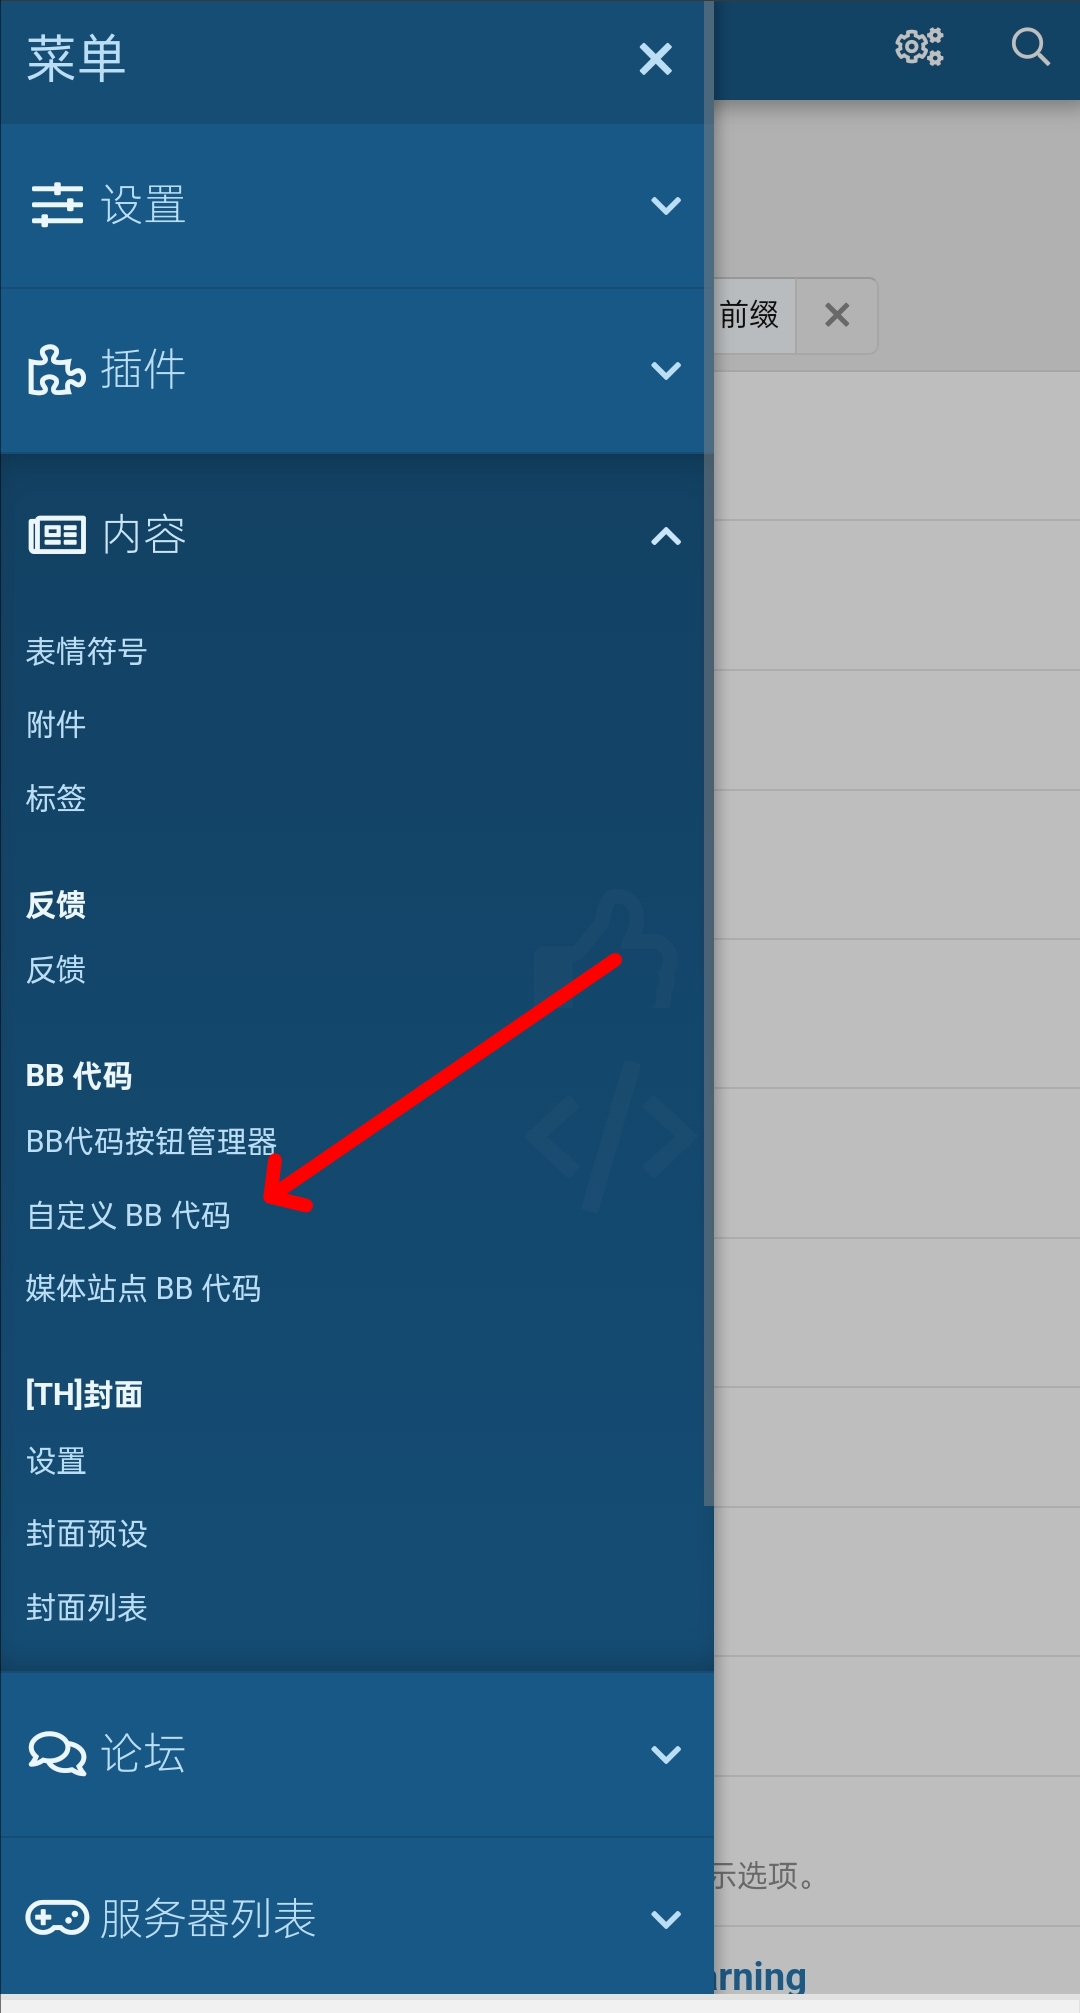 菜单
设置
插件
前缀
内容
表情符号
附件
标签
反馈
反馈
BB 代码
BB代码按钮管理器
自定义 BB 代码
媒体站点 BB 代码
[TH]封面
设置
封面预设
封面列表
论坛
示选项。
服务器列表
rning